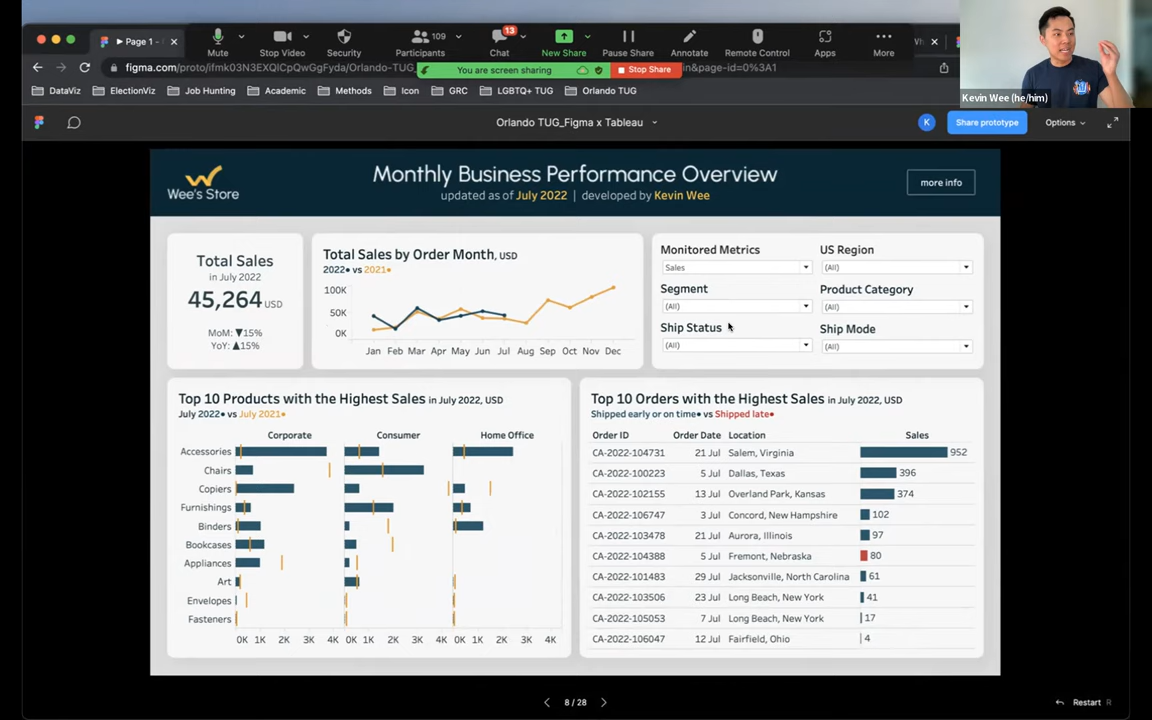 Page 1 -
Mute
Stop Video
Security
109
Participants
13
Chat
New Share
Pause Share
Annotate
Remote Control
Apps
More
figma.com/proto/ifmk03N3EXQlCpQwGgFyda/Orlando-TUG_
You are screen sharing
Stop Share
in&page-id=0%3A1
DataViz
ElectionViz
Job Hunting
Academic
Methods
Icon
GRC
LGBTQ+ TUG
Orlando TUG
Kevin Wee (he/him)
Orlando TUG_Figma x Tableau
K
Share prototype
Options
Wee's Store
Monthly Business Performance Overview
updated as of July 2022 | developed by Kevin Wee
more info
Total Sales
in July 2022
45,264 USD
MoM: ▼15%
YoY: ▲15%
Total Sales by Order Month, USD
2022• vs 2021•
100K
50K
0K
Jan Feb Mar Apr May Jun Jul Aug Sep Oct Nov Dec
Monitored Metrics
Sales
US Region
(All)
Segment
(All)
Product Category
(All)
Ship Status
(All)
Ship Mode
(All)
Top 10 Products with the Highest Sales in July 2022, USD
July 2022• vs July 2021•
Corporate Consumer Home Office
Accessories
Chairs
Copiers
Furnishings
Binders
Bookcases
Appliances
Art
Envelopes
Fasteners
0K 1K 2K 3K 4K 0K 1K 2K 3K 4K 0K 1K 2K 3K 4K
Top 10 Orders with the Highest Sales in July 2022, USD
Shipped early or on time• vs Shipped late•
Order ID Order Date Location Sales
CA-2022-104731 21 Jul Salem, Virginia 952
CA-2022-100223 5 Jul Dallas, Texas 396
CA-2022-102155 13 Jul Overland Park, Kansas 374
CA-2022-106747 3 Jul Concord, New Hampshire 102
CA-2022-103478 21 Jul Aurora, Illinois 97
CA-2022-104388 5 Jul Fremont, Nebraska 80
CA-2022-101483 29 Jul Jacksonville, North Carolina 61
CA-2022-103506 23 Jul Long Beach, New York 41
CA-2022-105053 7 Jul Long Beach, New York 17
CA-2022-106047 12 Jul Fairfield, Ohio 4
8 / 28
Restart R